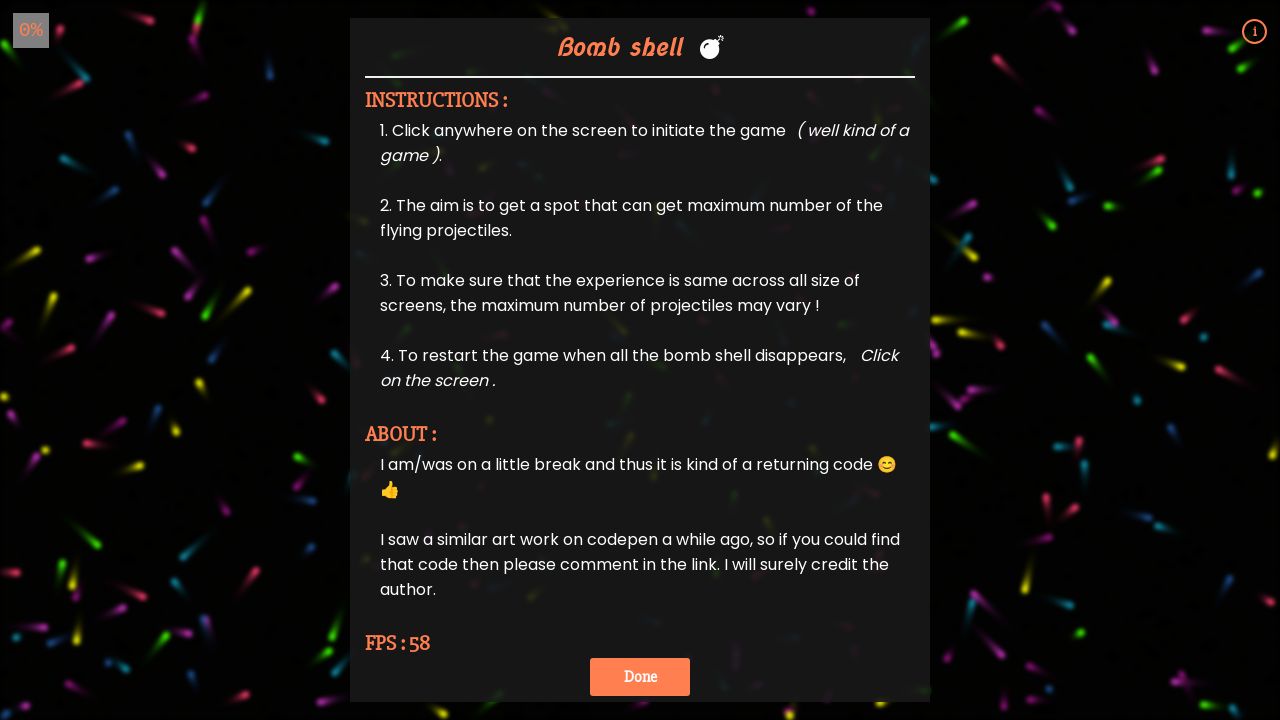 0%
i
Bomb shell 💣
INSTRUCTIONS :
1. Click anywhere on the screen to initiate the game ( well kind of a
game ).
2. The aim is to get a spot that can get maximum number of the
flying projectiles.
3. To make sure that the experience is same across all size of
screens, the maximum number of projectiles may vary !
4. To restart the game when all the bomb shell disappears, Click
on the screen .
ABOUT :
I am/was on a little break and thus it is kind of a returning code 😊
👍
I saw a similar art work on codepen a while ago, so if you could find
that code then please comment in the link. I will surely credit the
author.
FPS : 58
Done